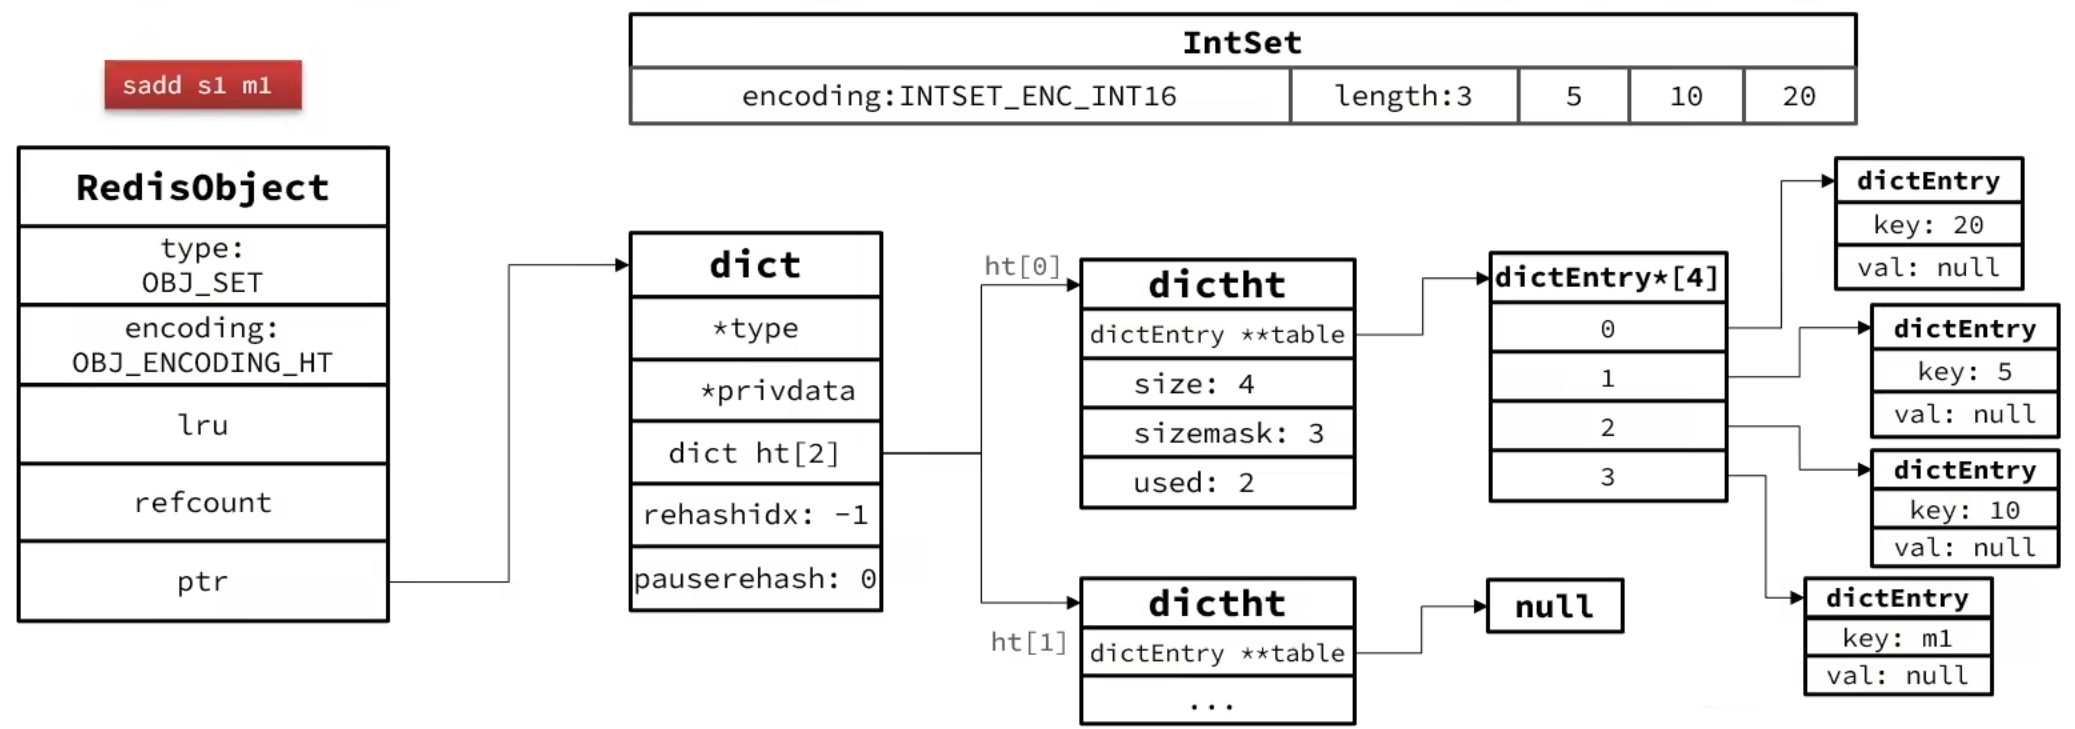 sadd s1 m1
IntSet
encoding:INTSET_ENC_INT16
length:3
5
10
20
RedisObject
type:
OBJ_SET
encoding:
OBJ_ENCODING_HT
lru
refcount
ptr
dict
*type
*privdata
dict ht[2]
rehashidx: -1
pauserehash: 0
ht[0]
dictht
dictEntry **table
size: 4
sizemask: 3
used: 2
ht[1]
dictht
dictEntry **table
...
dictEntry*[4]
0
1
2
3
null
dictEntry
key: 20
val: null
dictEntry
key: 5
val: null
dictEntry
key: 10
val: null
dictEntry
key: m1
val: null